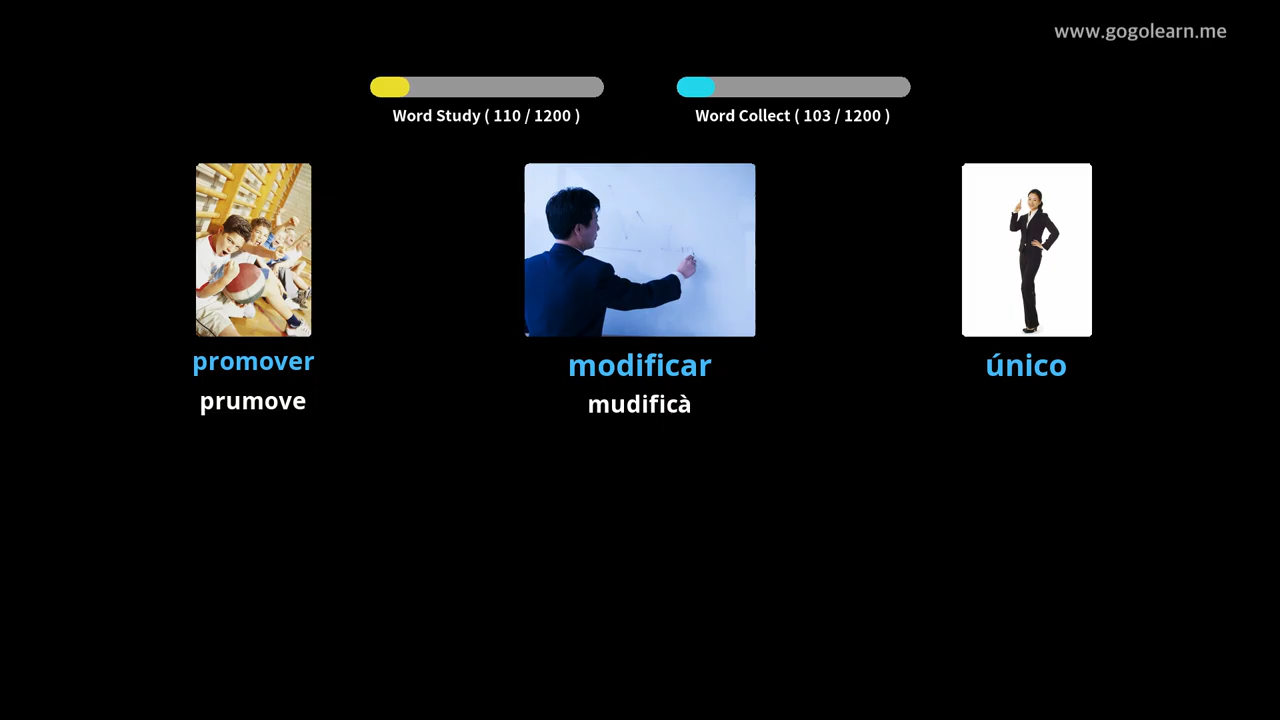 www.gogolearn.me
Word Study ( 110 / 1200 )
Word Collect ( 103 / 1200 )
promover
prumove
modificar
mudificà
único